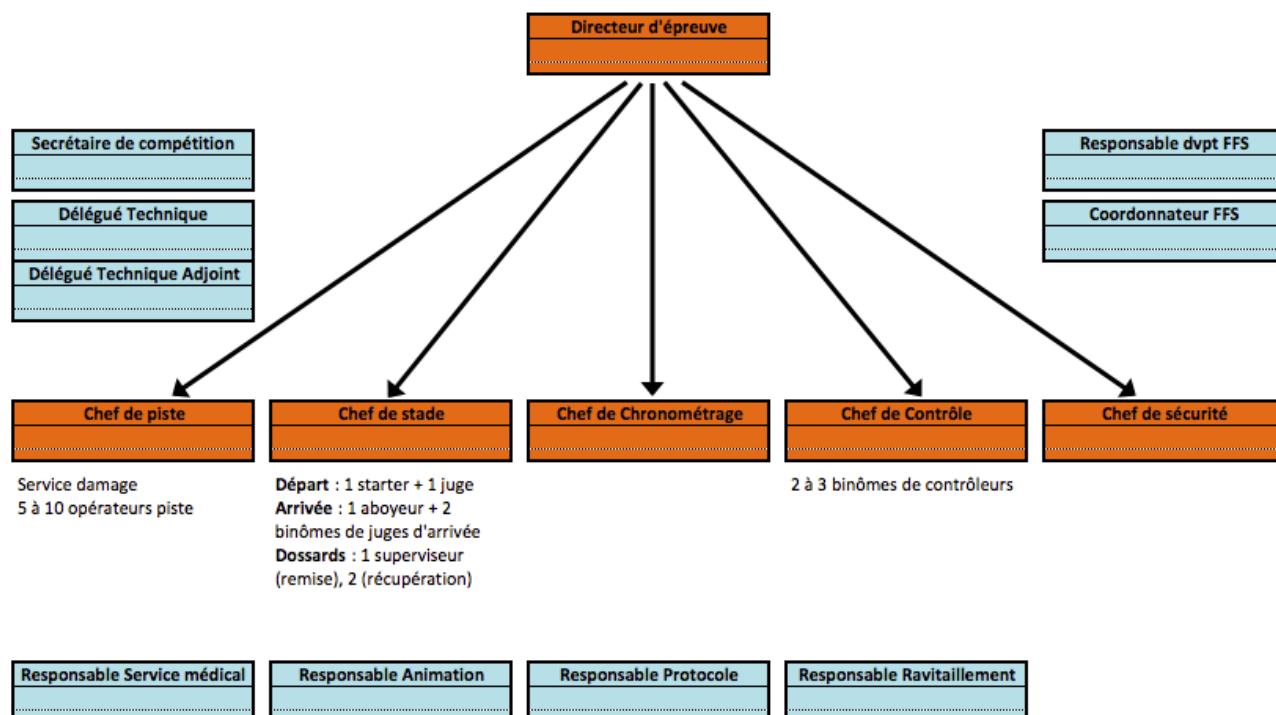 Directeur d'épreuve
Secrétaire de compétition
Responsable dvpt FFS
Délégué Technique
Coordonnateur FFS
Délégué Technique Adjoint
Chef de piste
Chef de stade
Chef de Chronométrage
Chef de Contrôle
Chef de sécurité
Service damage
5 à 10 opérateurs piste
Départ : 1 starter + 1 juge
Arrivée : 1 aboyeur + 2
binômes de juges d'arrivée
Dossards : 1 superviseur
(remise), 2 (récupération)
2 à 3 binômes de contrôleurs
Responsable Service médical
Responsable Animation
Responsable Protocole
Responsable Ravitaillement